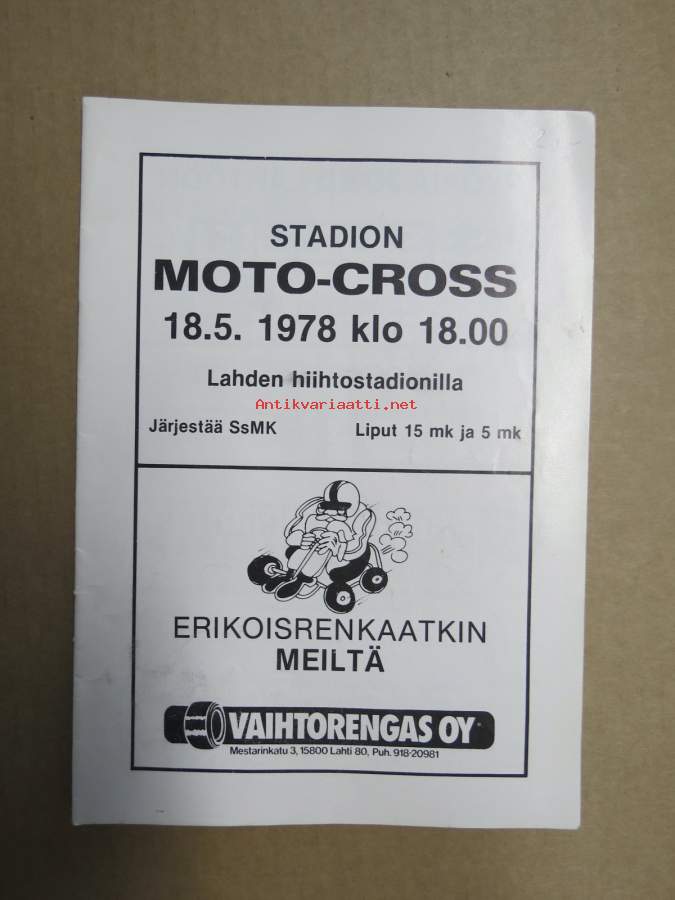 STADION
MOTO-CROSS
18.5. 1978 klo 18.00
Lahden hiihtostadionilla
Antikvariaatti.net
Järjestää SsMK Liput 15 mk ja 5 mk
ERIKOISRENKAATKIN
MEILTÄ
VAIHTORENGAS OY
Mestarinkatu 3, 15800 Lahti 80, Puh. 918-20981